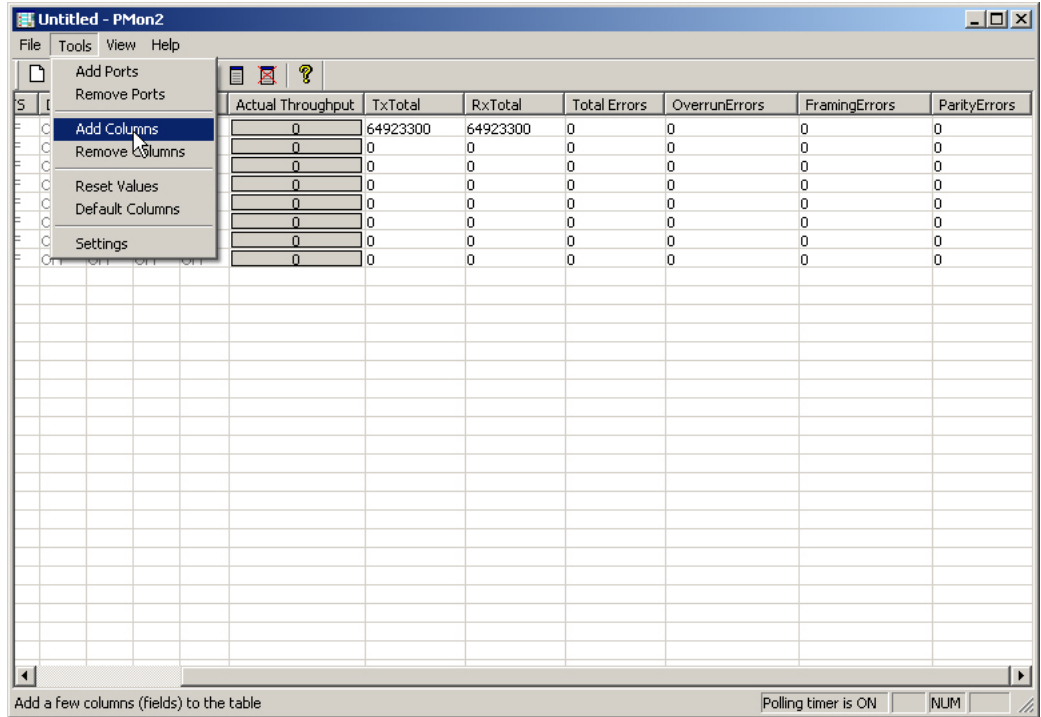 Untitled - PMon2
File Tools View Help
Add Ports
Remove Ports
Add Columns
Remove Columns
Reset Values
Default Columns
Settings
Actual Throughput TxTotal RxTotal Total Errors OverrunErrors FramingErrors ParityErrors
0 64923300 64923300 0 0 0 0
0 0 0 0 0 0 0
0 0 0 0 0 0 0
0 0 0 0 0 0 0
0 0 0 0 0 0 0
0 0 0 0 0 0 0
0 0 0 0 0 0 0
0 0 0 0 0 0 0
Add a few columns (fields) to the table Polling timer is ON NUM